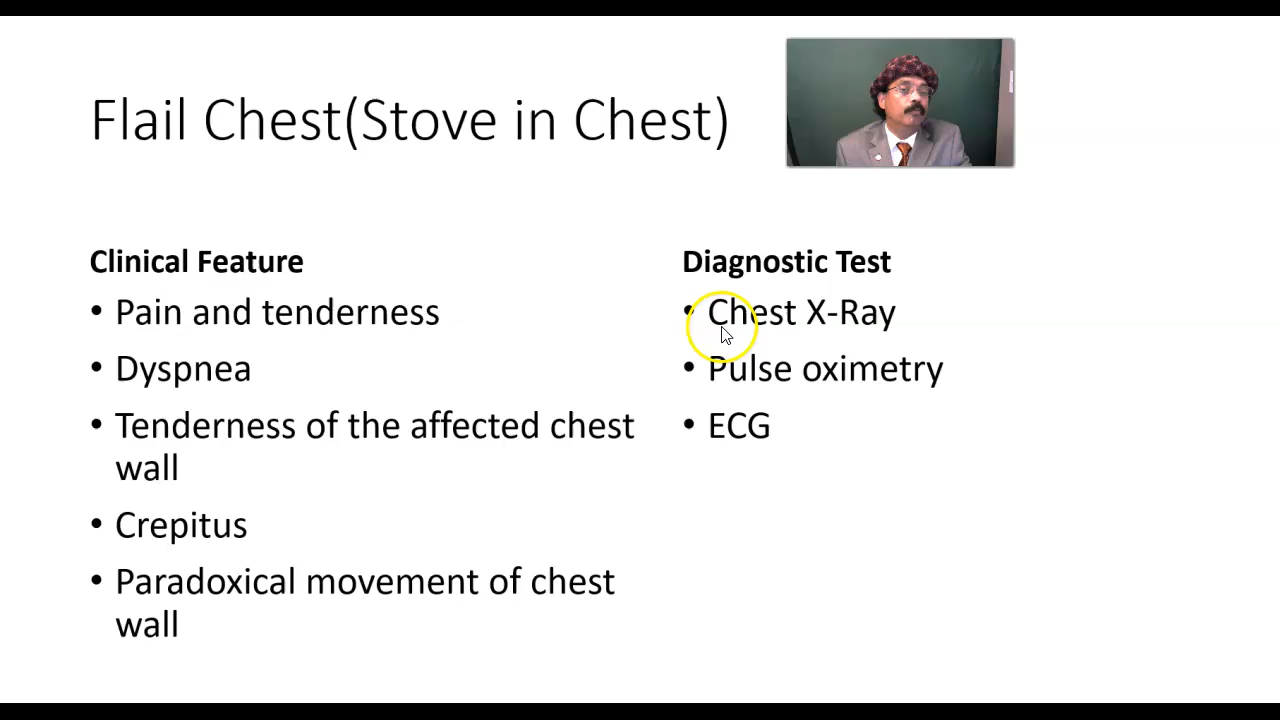 Flail Chest(Stove in Chest)
Clinical Feature
• Pain and tenderness
• Dyspnea
• Tenderness of the affected chest
wall
• Crepitus
• Paradoxical movement of chest
wall
Diagnostic Test
• Chest X-Ray
• Pulse oximetry
• ECG